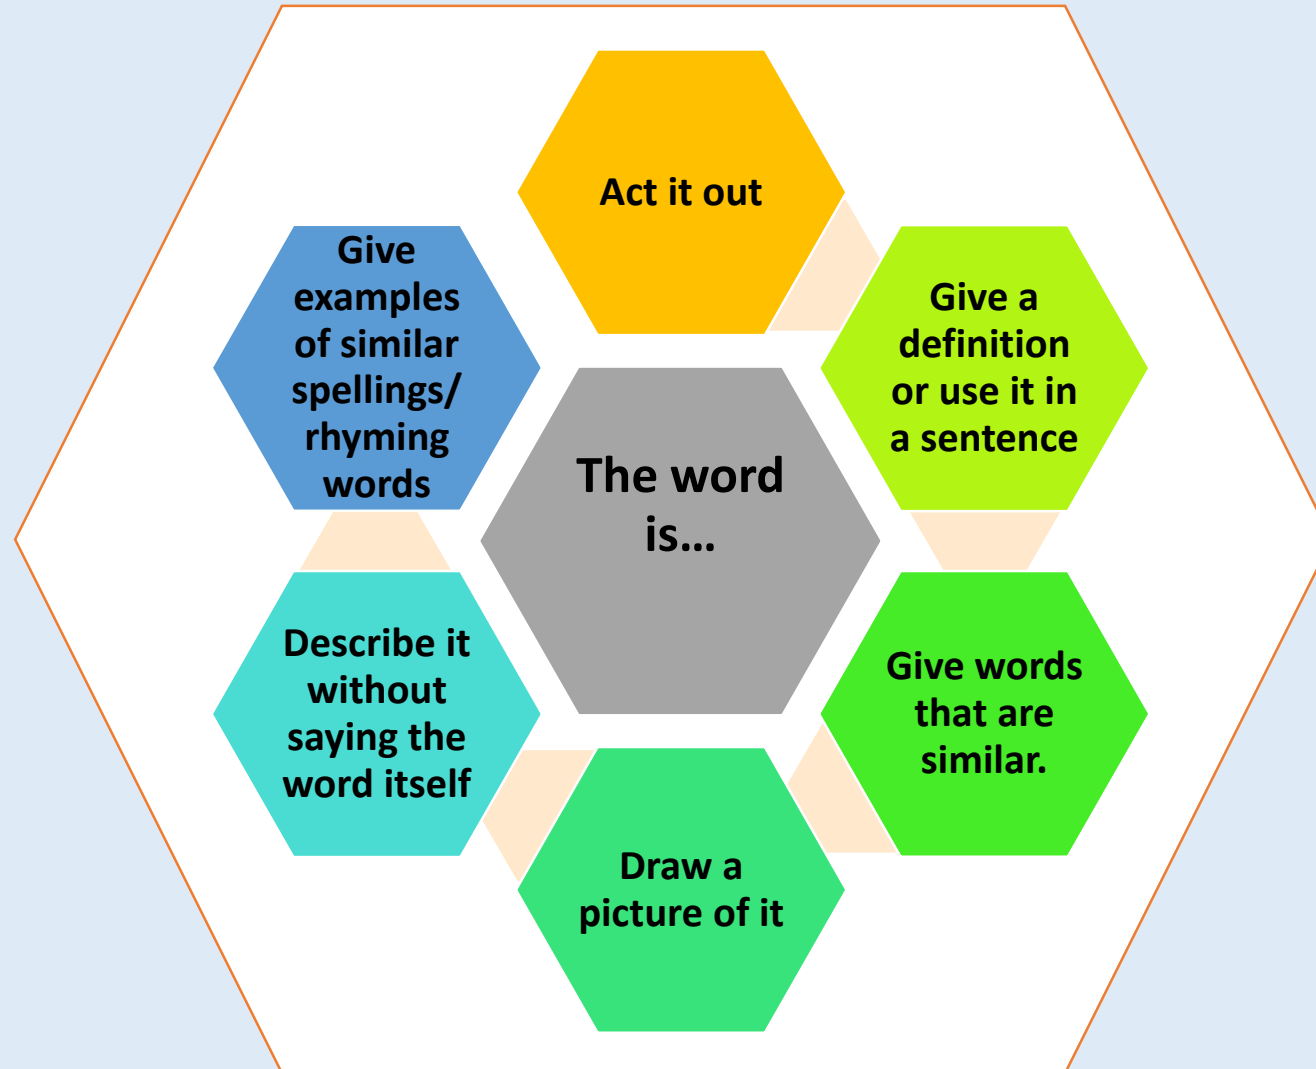 Act it out
Give a
definition
or use it in
a sentence
Give words
that are
similar.
Draw a
picture of it
Describe it
without
saying the
word itself
Give
examples
of similar
spellings/
rhyming
words
The word
is…